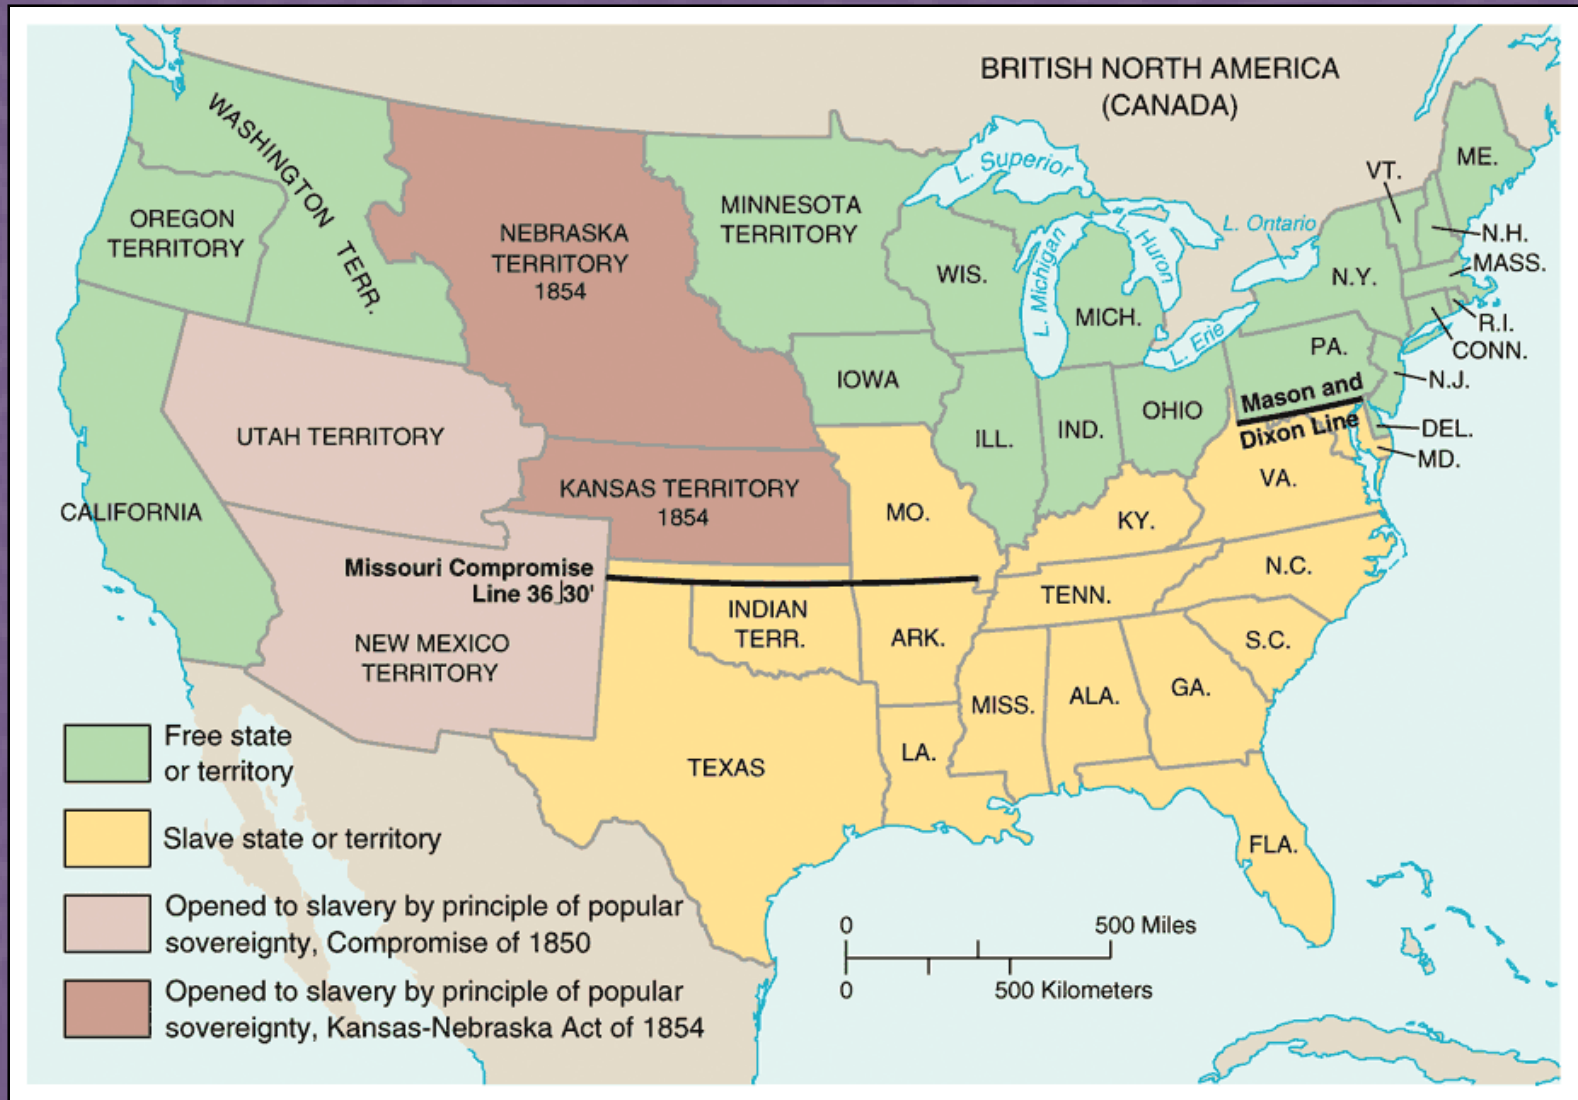 BRITISH NORTH AMERICA
(CANADA)
WASHINGTON TERR.
OREGON
TERRITORY
NEBRASKA
TERRITORY
1854
MINNESOTA
TERRITORY
L. Superior
L. Michigan
L. Huron
L. Ontario
L. Erie
VT.
ME.
N.H.
MASS.
N.Y.
R.I.
CONN.
WIS.
MICH.
PA.
N.J.
IOWA
Mason and
Dixon Line
OHIO
ILL.
IND.
DEL.
MD.
UTAH TERRITORY
VA.
CALIFORNIA
KANSAS TERRITORY
1854
MO.
KY.
Missouri Compromise
Line 36⌡30'
N.C.
TENN.
INDIAN
TERR.
ARK.
S.C.
NEW MEXICO
TERRITORY
MISS.
ALA.
GA.
TEXAS
LA.
FLA.
Free state
or territory
Slave state or territory
Opened to slavery by principle of popular
sovereignty, Compromise of 1850
Opened to slavery by principle of popular
sovereignty, Kansas-Nebraska Act of 1854
0
500 Miles
0
500 Kilometers